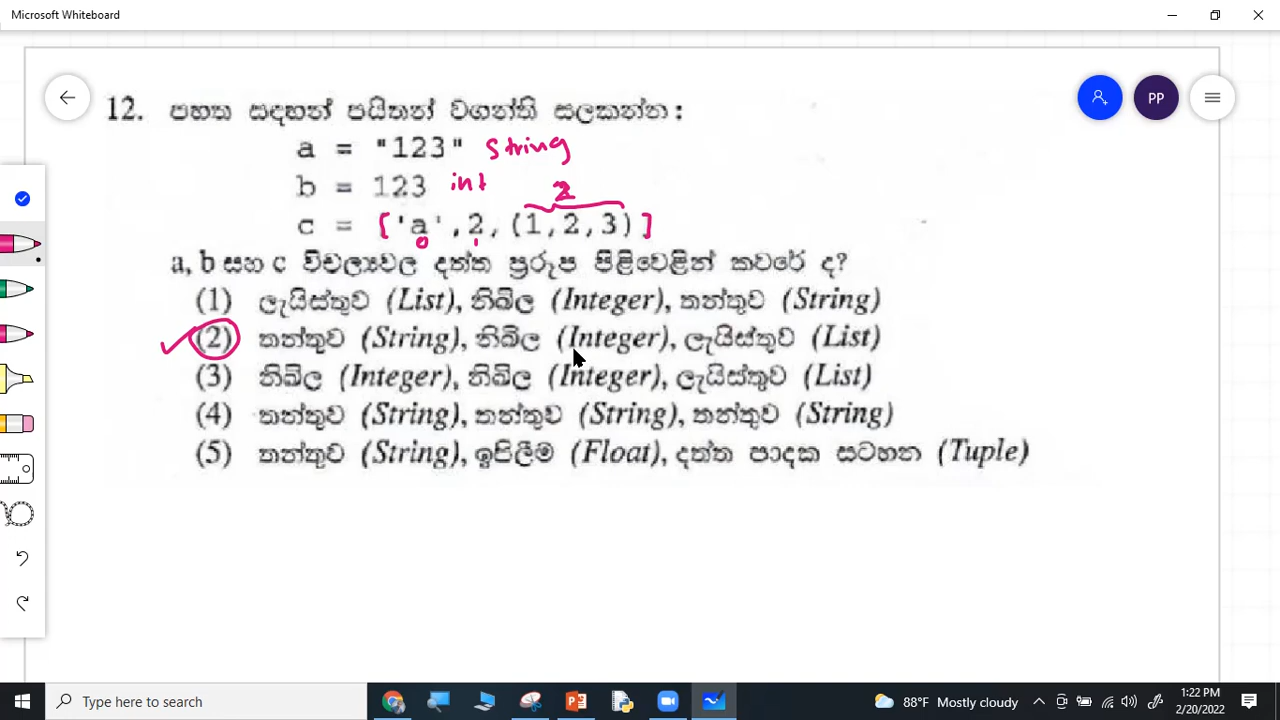 Microsoft Whiteboard
PP
12. පහත සඳහන් පයිතන් වගන්ති සලකන්න :
a = "123" string
b = 123 int
2
c = ['a',2,(1,2,3)]
0 1
a, b සහ c විචල්‍යවල දත්ත ප්‍රරූප පිළිවෙළින් කවරේ ද?
(1) ලැයිස්තුව (List), නිඛිල (Integer), තන්තුව (String)
(2) තන්තුව (String), නිඛිල (Integer), ලැයිස්තුව (List)
(3) නිඛිල (Integer), නිඛිල (Integer), ලැයිස්තුව (List)
(4) තන්තුව (String), තන්තුව (String), තන්තුව (String)
(5) තන්තුව (String), ඉපිලීම (Float), දත්ත පාදක සටහන (Tuple)
Type here to search
88°F Mostly cloudy
1:22 PM
2/20/2022